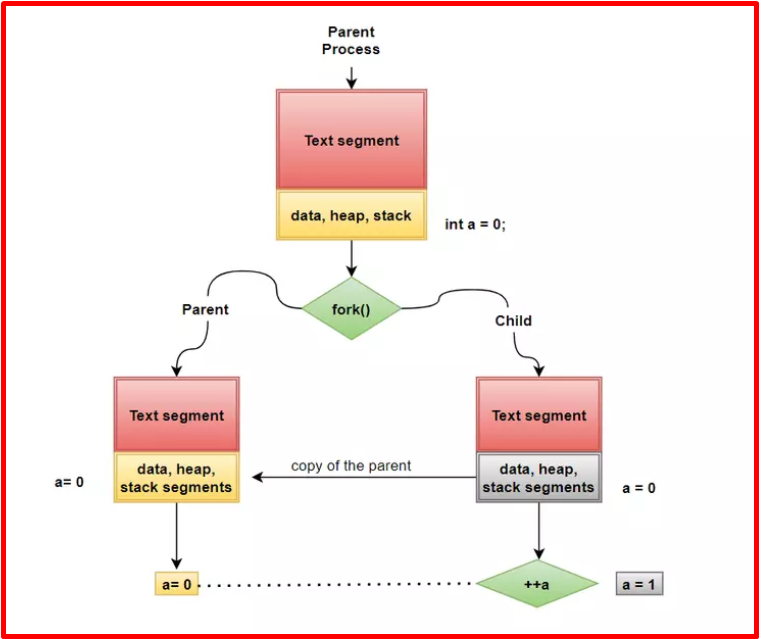 Parent
Process
Text segment
data, heap, stack
int a = 0;
fork()
Parent
Child
Text segment
Text segment
data, heap,
stack segments
a= 0
copy of the parent
data, heap,
stack segments
a = 0
a= 0
++a
a = 1